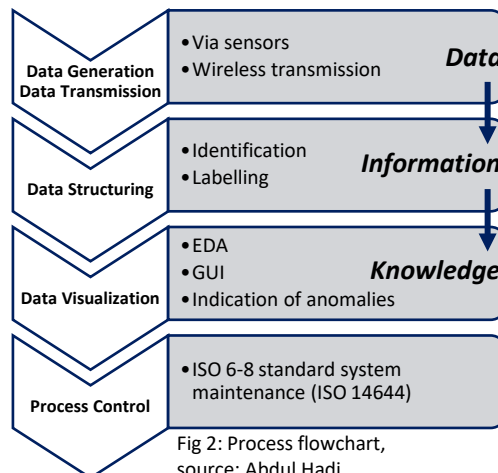 Data Generation
Data Transmission
•Via sensors
•Wireless transmission
Data
Data Structuring
•Identification
•Labelling
Information
Data Visualization
•EDA
•GUI
•Indication of anomalies
Knowledge
Process Control
•ISO 6-8 standard system
maintenance (ISO 14644)
Fig 2: Process flowchart,
source: Abdul Hadi